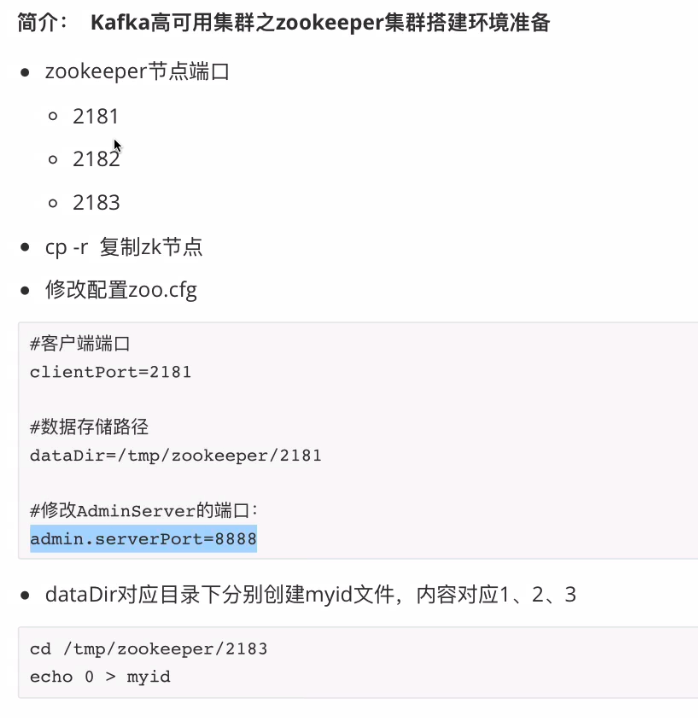 简介： Kafka高可用集群之zookeeper集群搭建环境准备
zookeeper节点端口
2181
2182
2183
cp -r 复制zk节点
修改配置zoo.cfg
#客户端端口
clientPort=2181
#数据存储路径
dataDir=/tmp/zookeeper/2181
#修改AdminServer的端口：
admin.serverPort=8888
dataDir对应目录下分别创建myid文件，内容对应1、2、3
cd /tmp/zookeeper/2183
echo 0 > myid